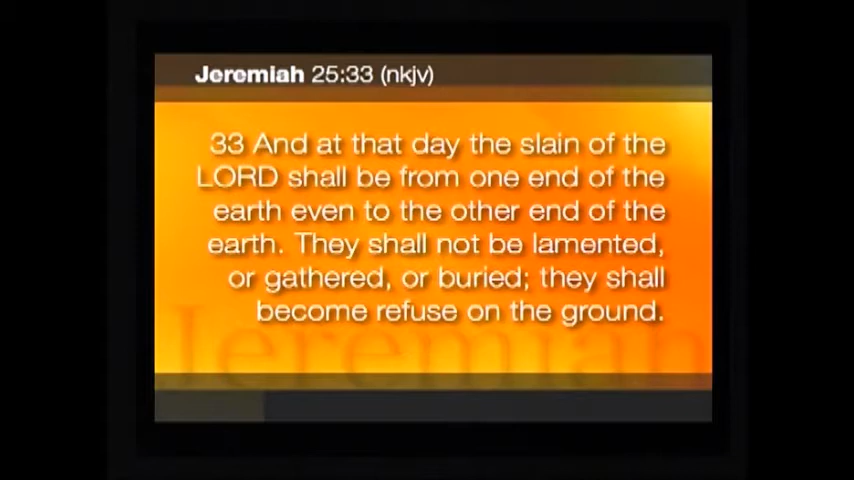 Jeremiah 25:33 (nkjv)
33 And at that day the slain of the
LORD shall be from one end of the
earth even to the other end of the
earth. They shall not be lamented,
or gathered, or buried; they shall
become refuse on the ground.
Jeremiah